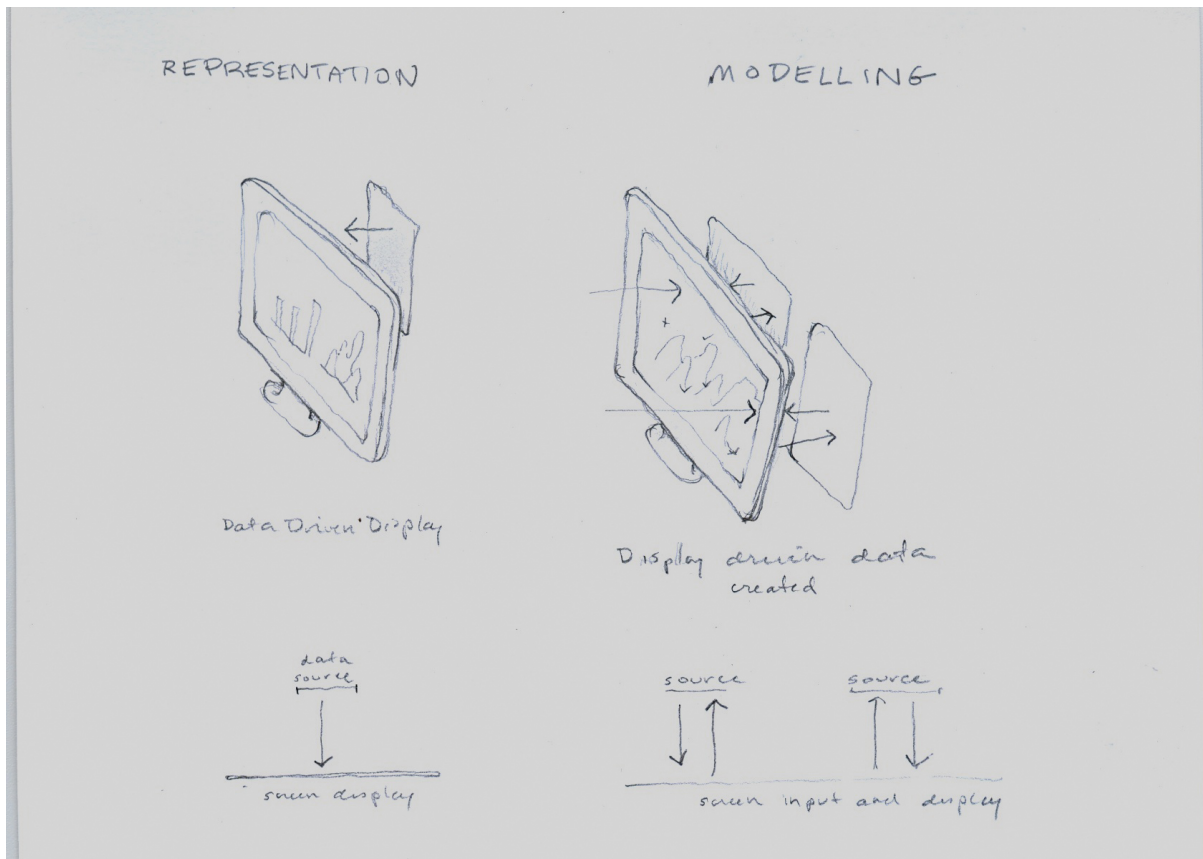 REPRESENTATION
MODELLING
Data Driven Display
Display driven data
created
data
source
screen display
source
source
screen input and display